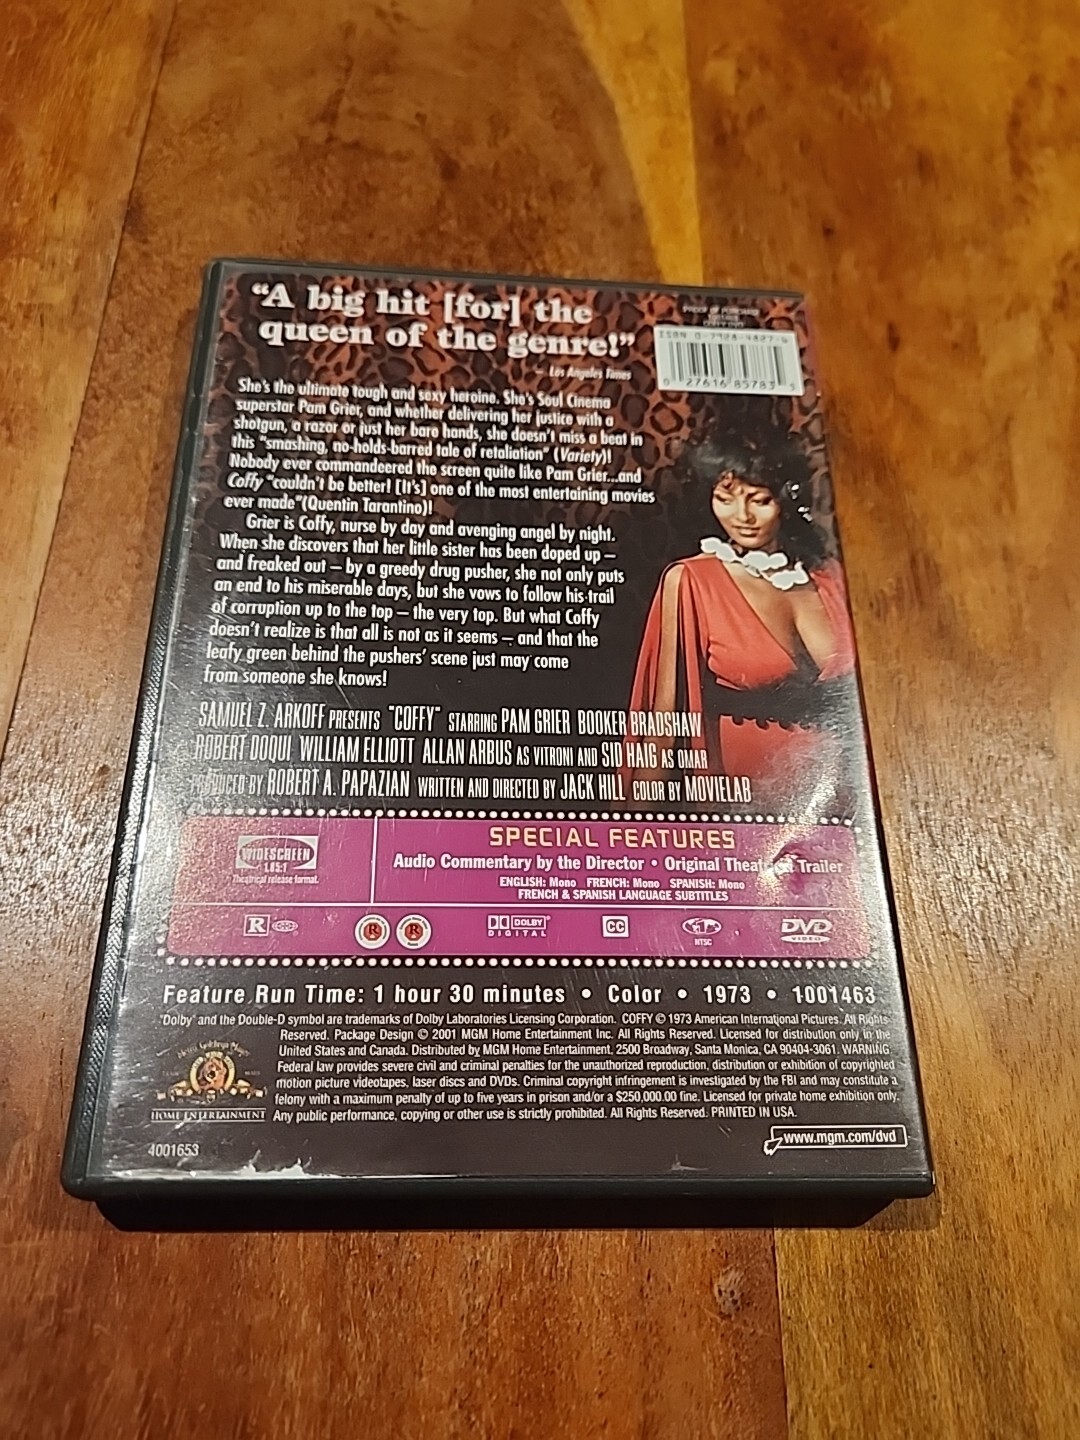 “A big hit [for] the
queen of the genre!”
– Los Angeles Times
PROOF OF PURCHASE
ISBN 0-7928-4827-4
0 27616 85783 5
She's the ultimate tough and sexy heroine. She's Soul Cinema
superstar Pam Grier, and whether delivering her justice with a
shotgun, a razor or just her bare hands, she doesn't miss a beat in
this "smashing, no-holds-barred tale of retaliation" (Variety)!
Nobody ever commandeered the screen quite like Pam Grier...and
Coffy "couldn't be better! [It's] one of the most entertaining movies
ever made"(Quentin Tarantino)!
Grier is Coffy, nurse by day and avenging angel by night.
When she discovers that her little sister has been doped up –
and freaked out – by a greedy drug pusher, she not only puts
an end to his miserable days, but she vows to follow his trail
of corruption up to the top – the very top. But what Coffy
doesn't realize is that all is not as it seems – and that the
leafy green behind the pushers' scene just may come
from someone she knows!
SAMUEL Z. ARKOFF PRESENTS "COFFY" STARRING PAM GRIER BOOKER BRADSHAW
ROBERT DOQUI WILLIAM ELLIOTT ALLAN ARBUS AS VITRONI AND SID HAIG AS OMAR
PRODUCED BY ROBERT A. PAPAZIAN WRITTEN AND DIRECTED BY JACK HILL COLOR BY MOVIELAB
WIDESCREEN
1.85:1
Theatrical release format.
SPECIAL FEATURES
Audio Commentary by the Director • Original Theatrical Trailer
ENGLISH: Mono FRENCH: Mono SPANISH: Mono
FRENCH & SPANISH LANGUAGE SUBTITLES
R R R DOLBY DIGITAL CC NTSC DVD VIDEO
Feature Run Time: 1 hour 30 minutes • Color • 1973 • 1001463
"Dolby" and the Double-D symbol are trademarks of Dolby Laboratories Licensing Corporation. COFFY © 1973 American International Pictures. All Rights
Reserved. Package Design © 2001 MGM Home Entertainment Inc. All Rights Reserved. Licensed for distribution only in the
United States and Canada. Distributed by MGM Home Entertainment, 2500 Broadway, Santa Monica, CA 90404-3061. WARNING:
Federal law provides severe civil and criminal penalties for the unauthorized reproduction, distribution or exhibition of copyrighted
motion picture videotapes, laser discs and DVDs. Criminal copyright infringement is investigated by the FBI and may constitute a
felony with a maximum penalty of up to five years in prison and/or a $250,000.00 fine. Licensed for private home exhibition only.
Any public performance, copying or other use is strictly prohibited. All Rights Reserved. PRINTED IN USA.
HOME ENTERTAINMENT
www.mgm.com/dvd
4001653